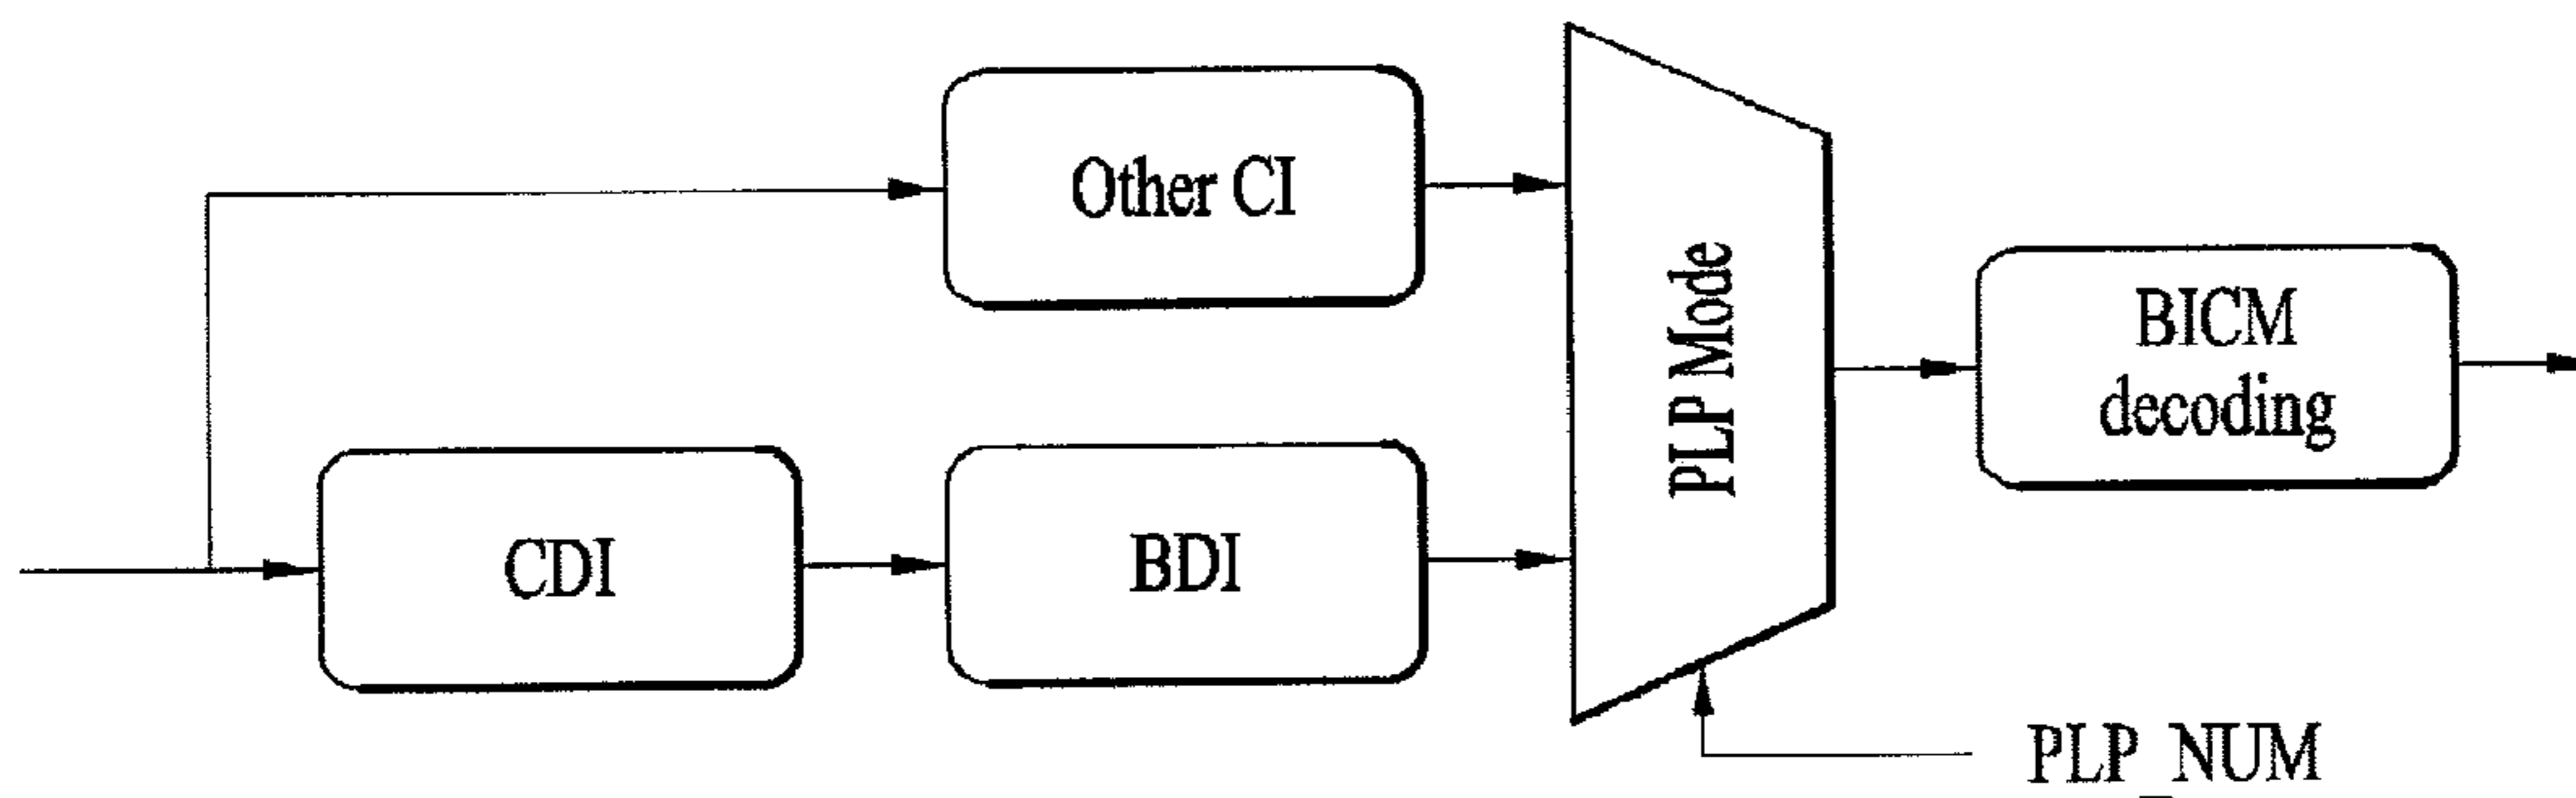 Other CI
PLP Mode
BICM
decoding
CDI
BDI
PLP_NUM